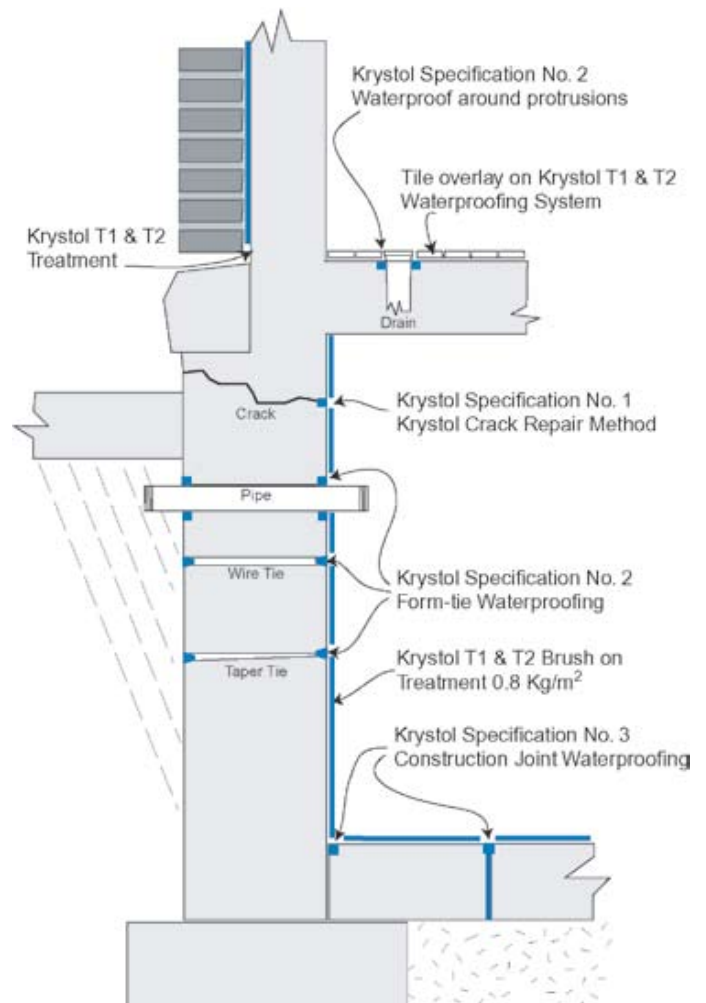 Krystol Specification No. 2
Waterproof around protrusions
Tile overlay on Krystol T1 & T2
Waterproofing System
Krystol T1 & T2
Treatment
Drain
Crack
Krystol Specification No. 1
Krystol Crack Repair Method
Pipe
Wire Tie
Krystol Specification No. 2
Form-tie Waterproofing
Taper Tie
Krystol T1 & T2 Brush on
Treatment 0.8 Kg/m²
Krystol Specification No. 3
Construction Joint Waterproofing